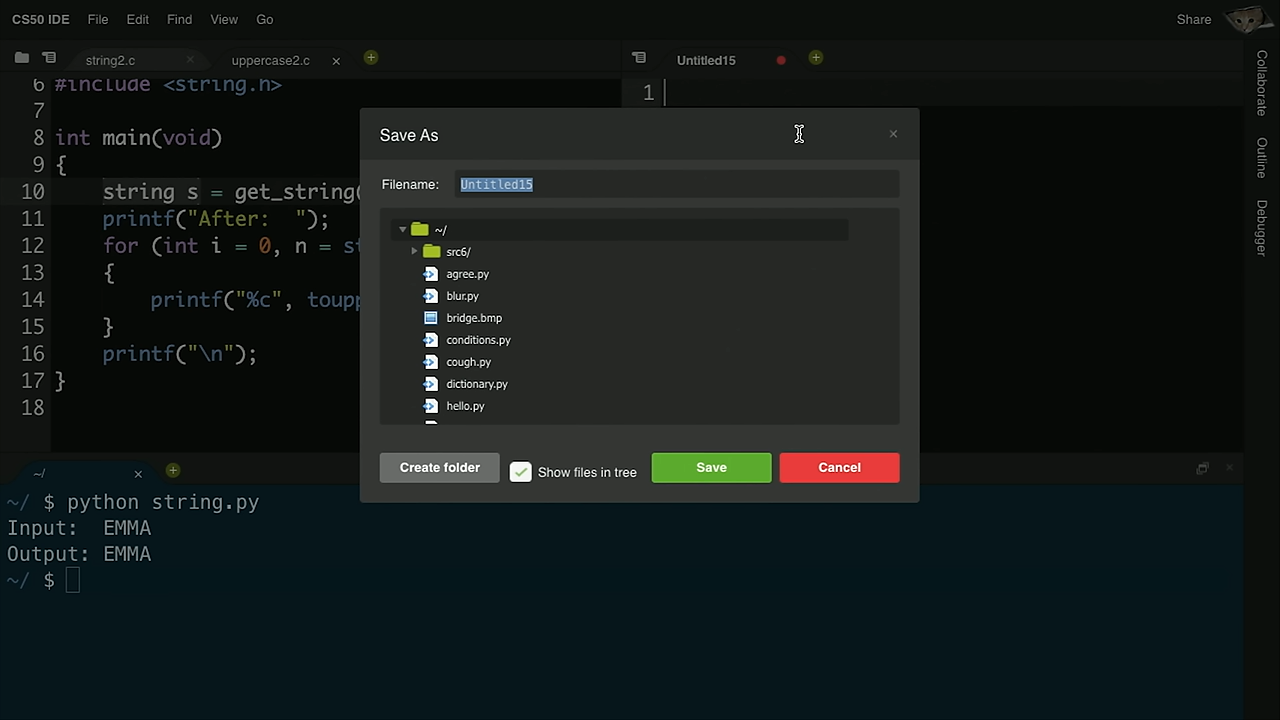 CS50 IDE File Edit Find View Go Share
string2.c × uppercase2.c × Untitled15
6 #include <string.h>
7
8 int main(void)
9 {
10 string s = get_string(
11 printf("After:  ");
12 for (int i = 0, n = st
13 {
14 printf("%c", toupp
15 }
16 printf("\n");
17 }
18
1
Save As ×
Filename: Untitled15
~/
src6/
agree.py
blur.py
bridge.bmp
conditions.py
cough.py
dictionary.py
hello.py
Create folder Show files in tree Save Cancel
Collaborate
Outline
Debugger
~/ ×
~/ $ python string.py
Input:  EMMA
Output: EMMA
~/ $